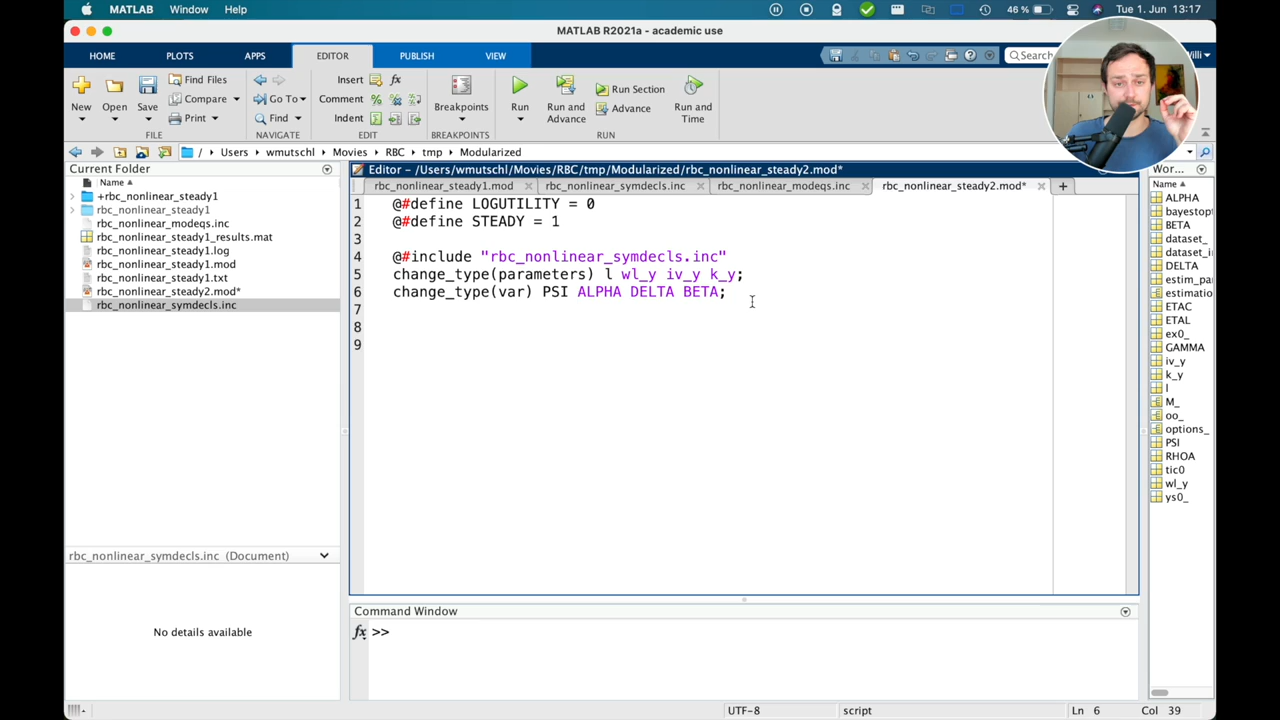 MATLAB Window Help 46 % Tue 1. Jun 13:17
MATLAB R2021a - academic use
HOME PLOTS APPS EDITOR PUBLISH VIEW Search
New Open Save Find Files Compare Print Go To Find Insert Comment Indent fx Breakpoints Run Run and Advance Run Section Advance Run and Time
FILE NAVIGATE EDIT BREAKPOINTS RUN
/ Users wmutschl Movies RBC tmp Modularized
Current Folder
Name
+rbc_nonlinear_steady1
rbc_nonlinear_steady1
rbc_nonlinear_modeqs.inc
rbc_nonlinear_steady1_results.mat
rbc_nonlinear_steady1.log
rbc_nonlinear_steady1.mod
rbc_nonlinear_steady1.txt
rbc_nonlinear_steady2.mod*
rbc_nonlinear_symdecls.inc
rbc_nonlinear_symdecls.inc (Document)
No details available
Editor - /Users/wmutschl/Movies/RBC/tmp/Modularized/rbc_nonlinear_steady2.mod*
rbc_nonlinear_steady1.mod rbc_nonlinear_symdecls.inc rbc_nonlinear_modeqs.inc rbc_nonlinear_steady2.mod* +
1 @#define LOGUTILITY = 0
2 @#define STEADY = 1
3
4 @#include "rbc_nonlinear_symdecls.inc"
5 change_type(parameters) l wl_y iv_y k_y;
6 change_type(var) PSI ALPHA DELTA BETA;
7
8
9
Command Window
fx >>
Wor...
Name
ALPHA
bayestop
BETA
dataset_
dataset_i
DELTA
estim_pa
estimatio
ETAC
ETAL
ex0_
GAMMA
iv_y
k_y
l
M_
oo_
options_
PSI
RHOA
tic0
wl_y
ys0_
UTF-8 script Ln 6 Col 39